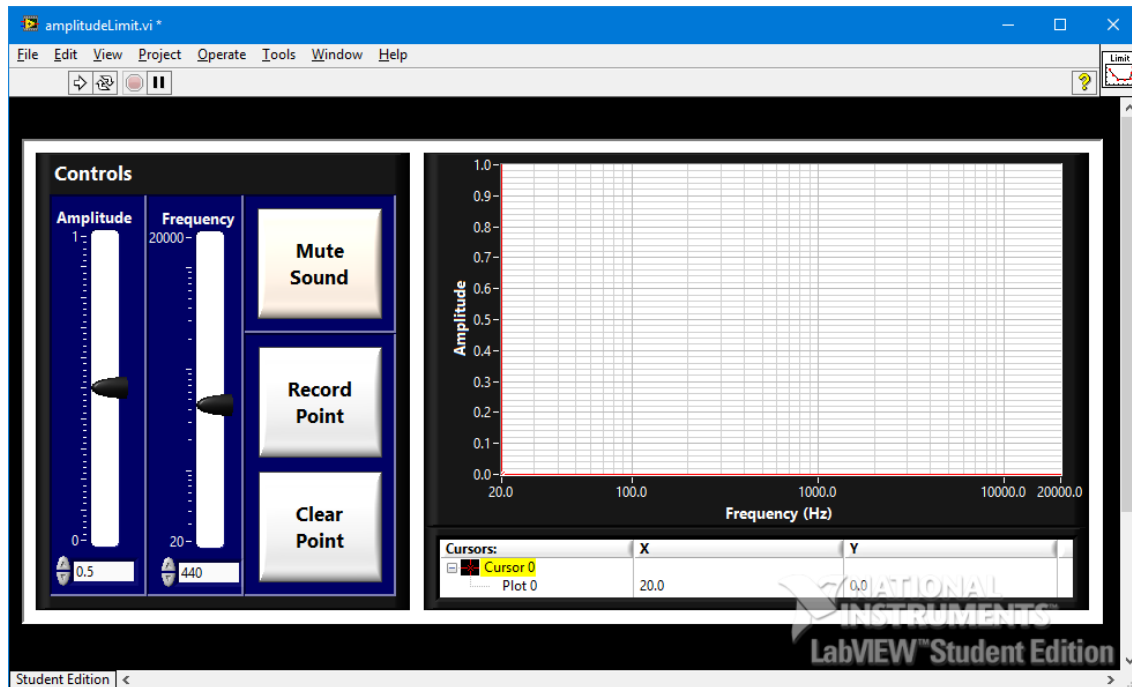 amplitudeLimit.vi *
File Edit View Project Operate Tools Window Help
Limit
Controls
Amplitude
1
0
0.5
Frequency
20000
20
440
Mute
Sound
Record
Point
Clear
Point
Amplitude
1.0
0.9
0.8
0.7
0.6
0.5
0.4
0.3
0.2
0.1
0.0
20.0 100.0 1000.0 10000.0 20000.0
Frequency (Hz)
Cursors: X Y
Cursor 0
Plot 0 20.0 0.0
NATIONAL
INSTRUMENTS™
LabVIEW™ Student Edition
Student Edition